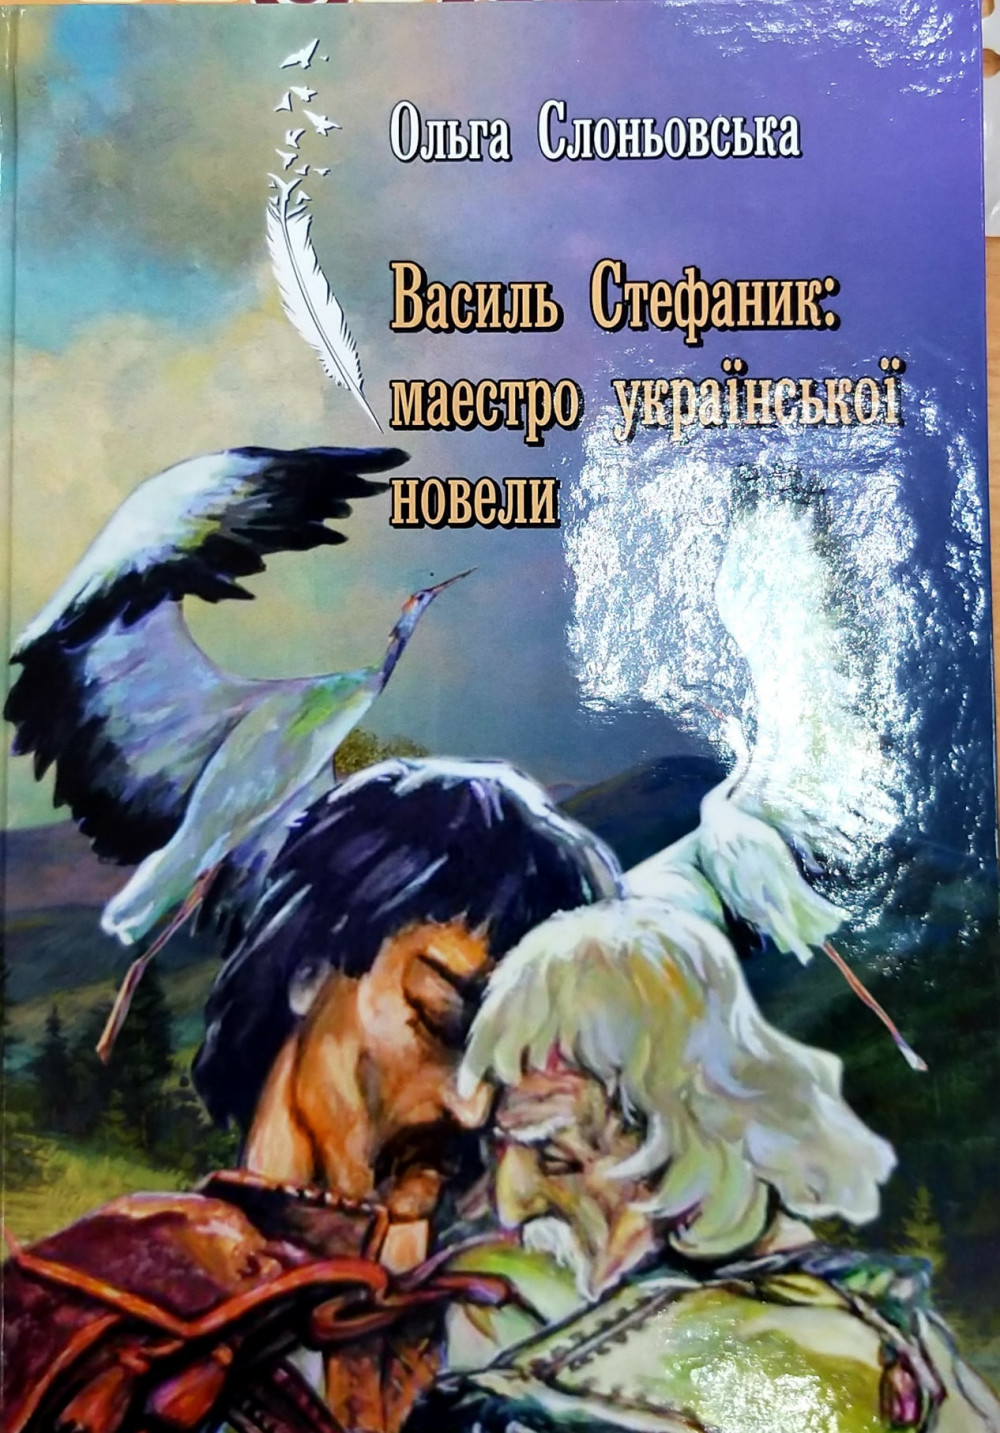 Ольга Слоньовська
Василь Стефаник:
маестро української
новели